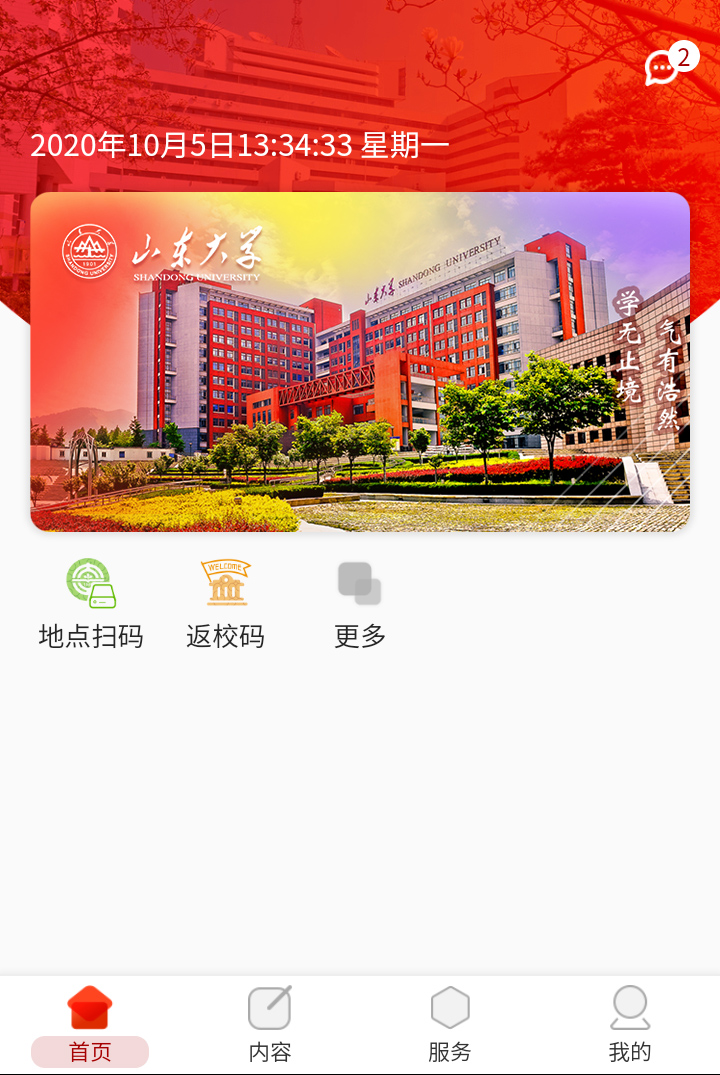 2
2020年10月5日13:34:33 星期一
山东大学
SHANDONG UNIVERSITY
SHANDONG UNIVERSITY
1901
山东大学 SHANDONG UNIVERSITY
学无止境
气有浩然
WELCOME
地点扫码
返校码
更多
首页
内容
服务
我的